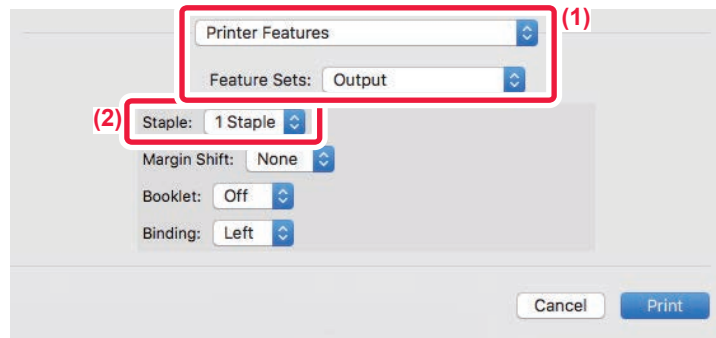 (1)
Printer Features
Feature Sets: Output
(2)
Staple: 1 Staple
Margin Shift: None
Booklet: Off
Binding: Left
Cancel Print